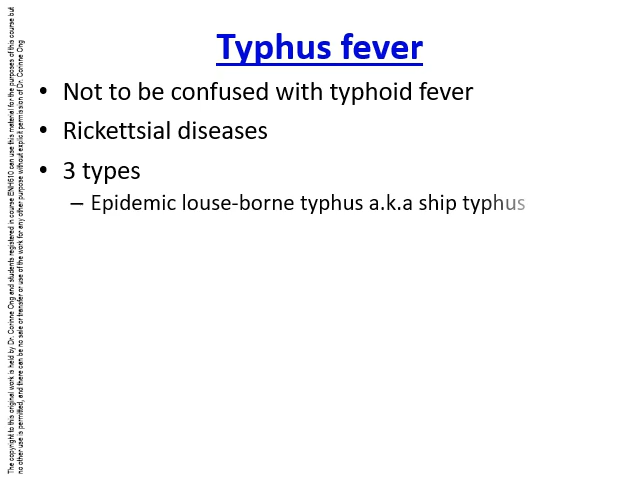 Typhus fever
• Not to be confused with typhoid fever
• Rickettsial diseases
• 3 types
– Epidemic louse-borne typhus a.k.a ship typhus
The copyright to this original work is held by Dr. Corinne Ong and students registered in course ENH610 can use this material for the purposes of this course but
no other use is permitted, and there can be no sale or transfer or use of the work for any other purpose without explicit permission of Dr. Corinne Ong